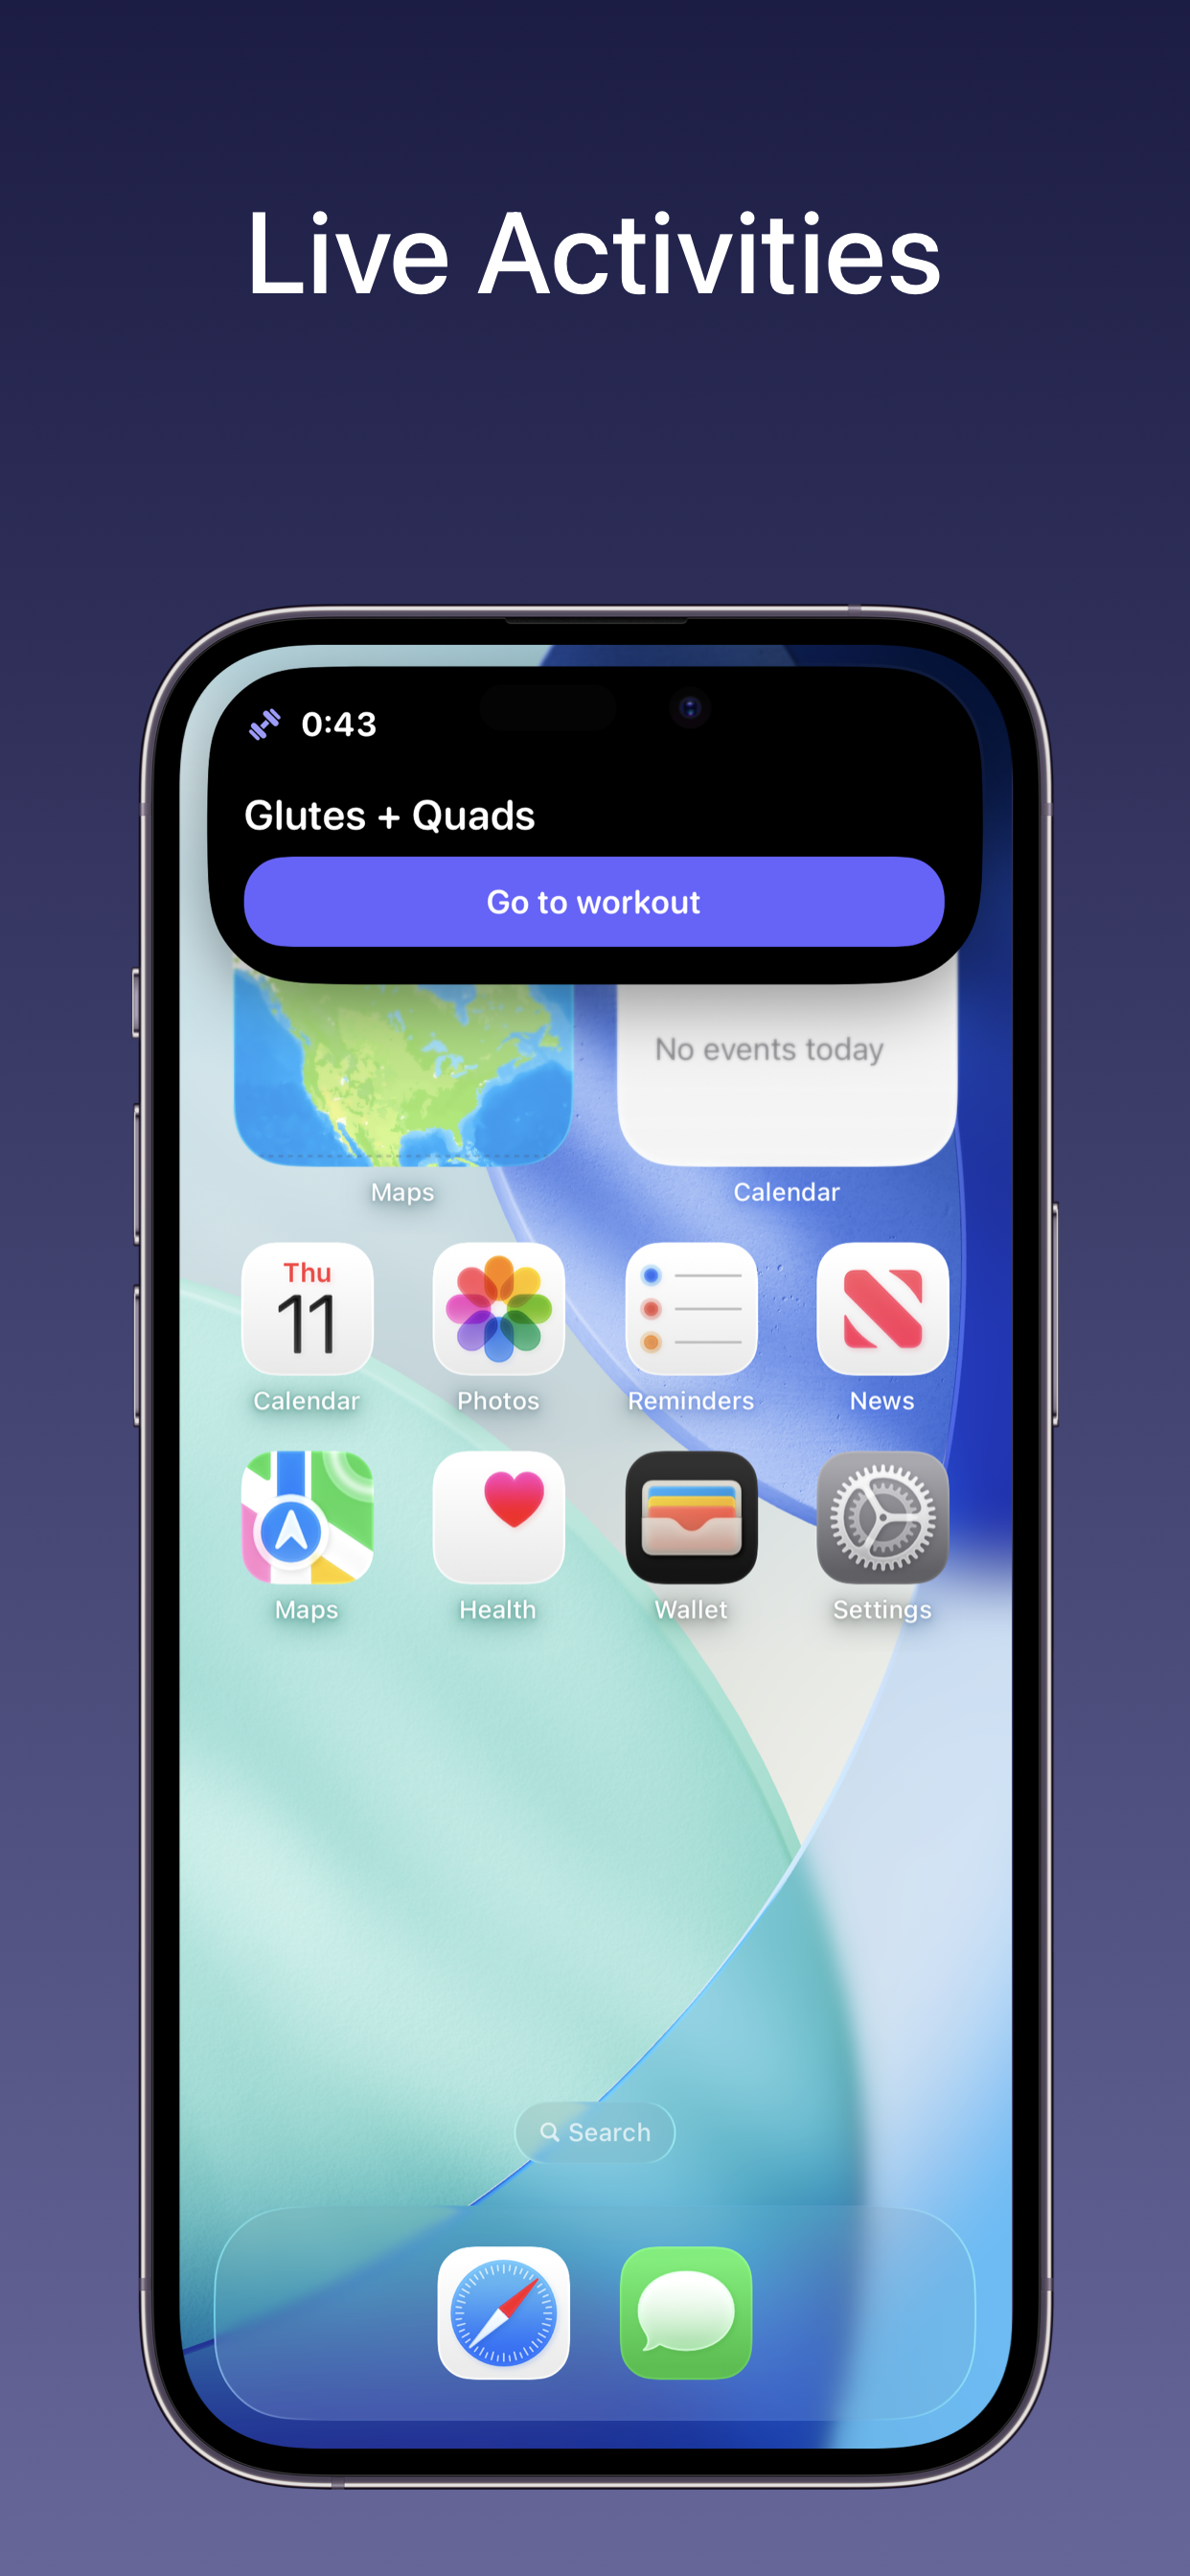 Live Activities
0:43
Glutes + Quads
Go to workout
No events today
Maps
Calendar
Thu
11
Calendar
Photos
Reminders
News
Maps
Health
Wallet
Settings
Search